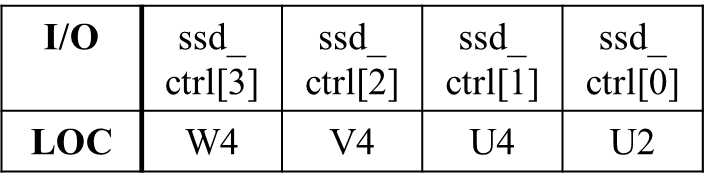 I/O ssd_ ssd_ ssd_ ssd_
ctrl[3] ctrl[2] ctrl[1] ctrl[0]
LOC W4 V4 U4 U2